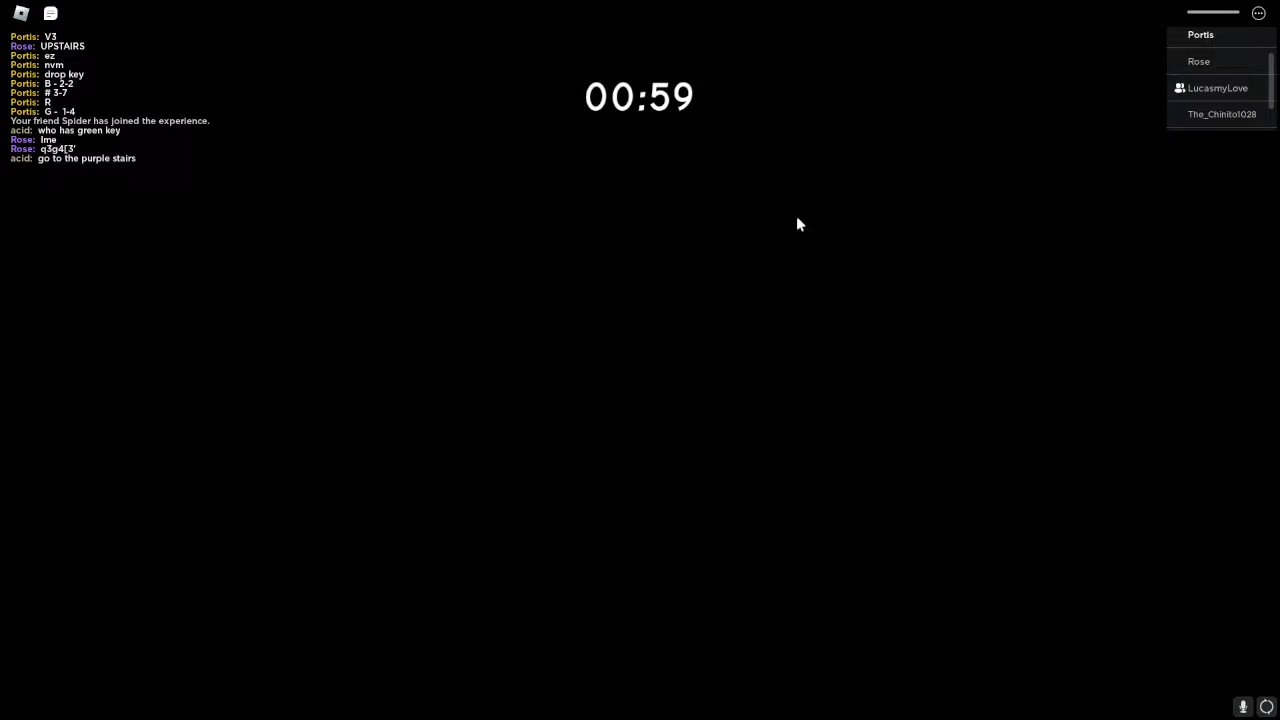 Portis: V3
Rose: UPSTAIRS
Portis: ez
Portis: nvm
Portis: drop key
Portis: B - 2-2
Portis: # 3-7
Portis: R
Portis: G - 1-4
Your friend Spider has joined the experience.
acid: who has green key
Rose: Ime
Rose: q3g4[3'
acid: go to the purple stairs
00:59
Portis
Rose
LucasmyLove
The_Chinito1028